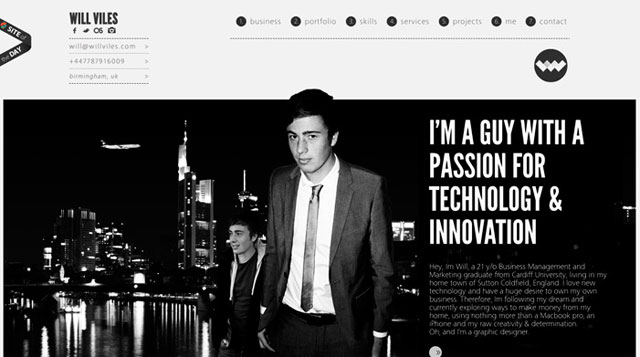 SITE of
the DAY
WILL VILES
will@willviles.com >
+447787916009 >
birmingham, uk >
1 business 2 portfolio 3 skills 4 services 5 projects 6 me 7 contact
I'M A GUY WITH A
PASSION FOR
TECHNOLOGY &
INNOVATION
Hey, Im Will, a 21 y/o Business Management and
Marketing graduate from Cardiff University, living in my
home town of Sutton Coldfield, England. I love new
technology and have a huge desire to own my own
business. Therefore, Im following my dream and
currently exploring ways to make money from my
home, using nothing more than a Macbook pro, an
iPhone and my raw creativity & determination.
Oh, and I'm a graphic designer.